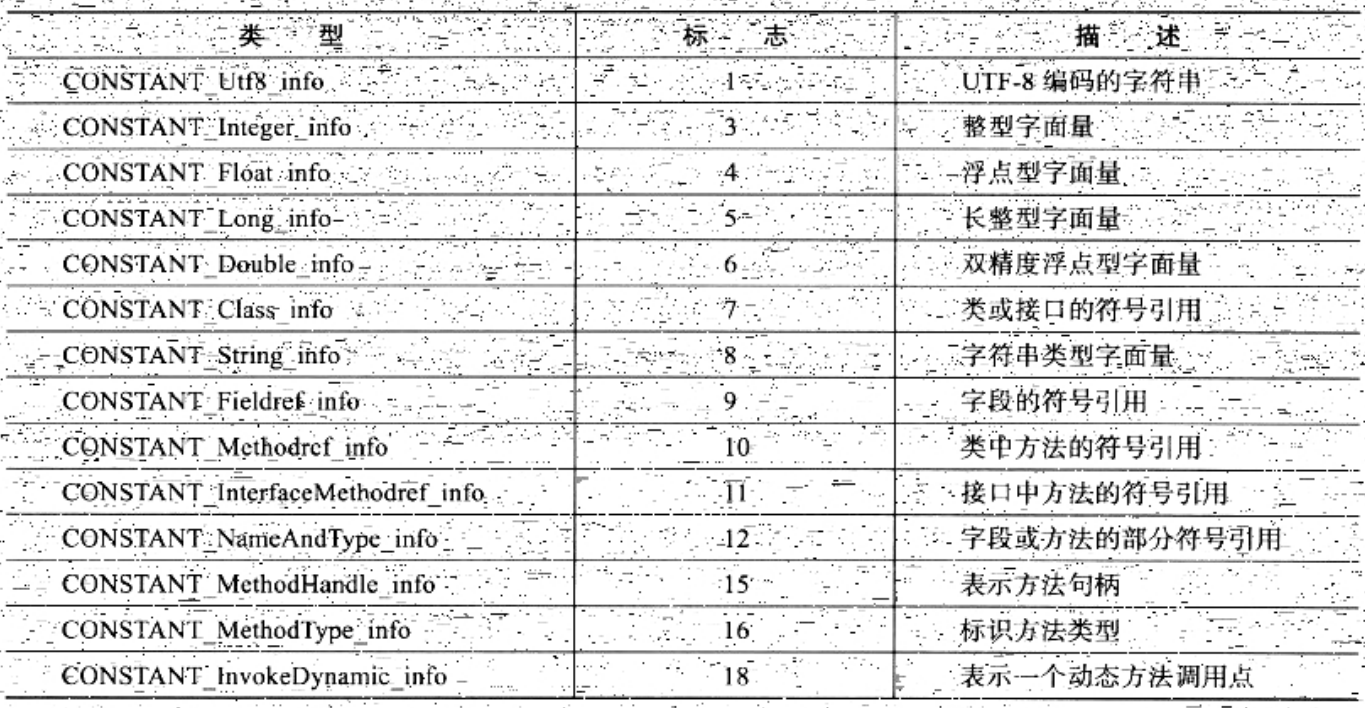 类型 标志 描述
CONSTANT_Utf8_info 1 UTF-8 编码的字符串
CONSTANT_Integer_info 3 整型字面量
CONSTANT_Float_info 4 浮点型字面量
CONSTANT_Long_info 5 长整型字面量
CONSTANT_Double_info 6 双精度浮点型字面量
CONSTANT_Class_info 7 类或接口的符号引用
CONSTANT_String_info 8 字符串类型字面量
CONSTANT_Fieldref_info 9 字段的符号引用
CONSTANT_Methodref_info 10 类中方法的符号引用
CONSTANT_InterfaceMethodref_info 11 接口中方法的符号引用
CONSTANT_NameAndType_info 12 字段或方法的部分符号引用
CONSTANT_MethodHandle_info 15 表示方法句柄
CONSTANT_MethodType_info 16 标识方法类型
CONSTANT_InvokeDynamic_info 18 表示一个动态方法调用点